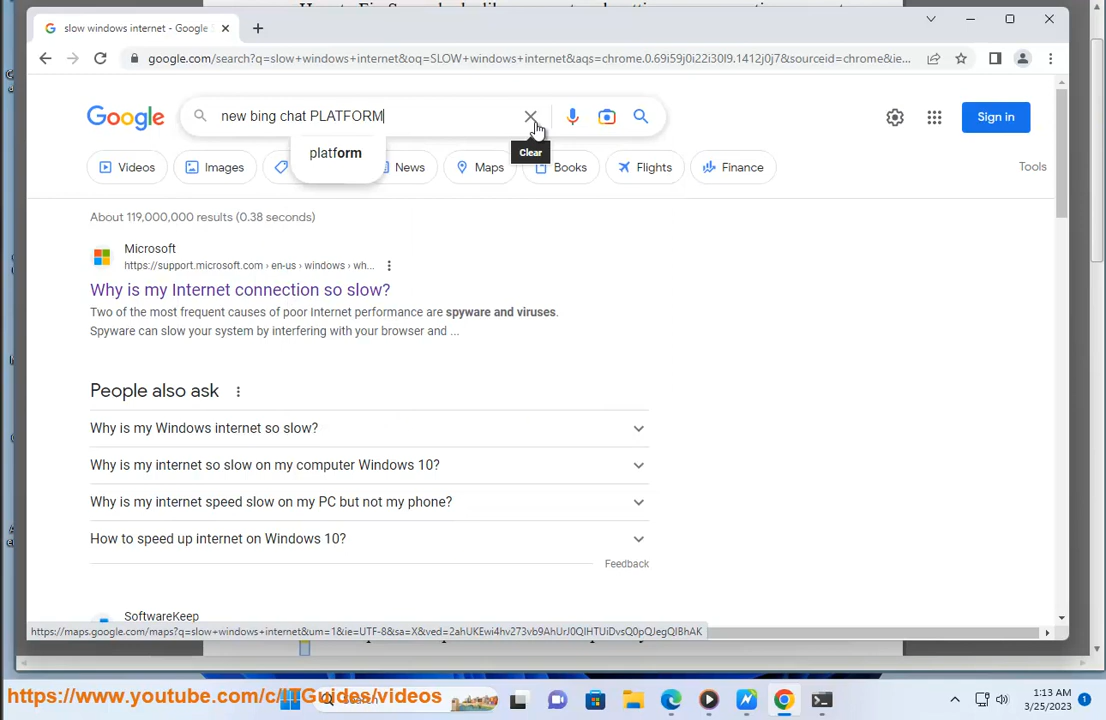 slow windows internet - Google
google.com/search?q=slow+windows+internet&oq=SLOW+windows+internet&aqs=chrome.0.69i59j0i22i30l9.1412j0j7&sourceid=chrome&ie...
Google
new bing chat PLATFORM
Sign in
platform
Clear
Videos
Images
News
Maps
Books
Flights
Finance
Tools
About 119,000,000 results (0.38 seconds)
Microsoft
https://support.microsoft.com › en-us › windows › wh...
Why is my Internet connection so slow?
Two of the most frequent causes of poor Internet performance are spyware and viruses.
Spyware can slow your system by interfering with your browser and ...
People also ask
Why is my Windows internet so slow?
Why is my internet so slow on my computer Windows 10?
Why is my internet speed slow on my PC but not my phone?
How to speed up internet on Windows 10?
Feedback
SoftwareKeep
https://maps.google.com/maps?q=slow+windows+internet&um=1&ie=UTF-8&sa=X&ved=2ahUKEwi4hv273vb9AhUrJ0QIHTUiDvsQ0pQJegQIBhAK
https://www.youtube.com/c/ITGuides/videos
1:13 AM
3/25/2023
1